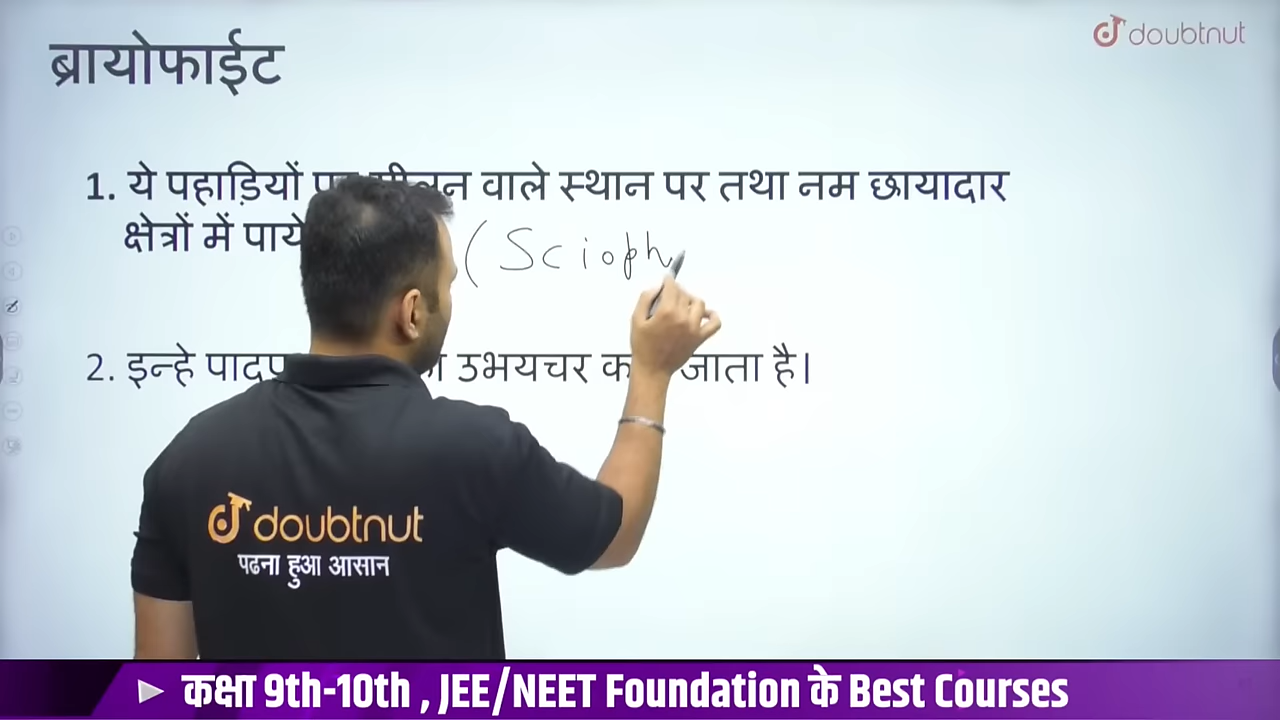 ब्रायोफाईट
doubtnut
1. ये पहाड़ियों वाले स्थान पर तथा नम छायादार
क्षेत्रों में (Scioph
2. इन्हे उभयचर जाता है।
doubtnut
पढना हुआ आसान
कक्षा 9th-10th , JEE/NEET Foundation के Best Courses